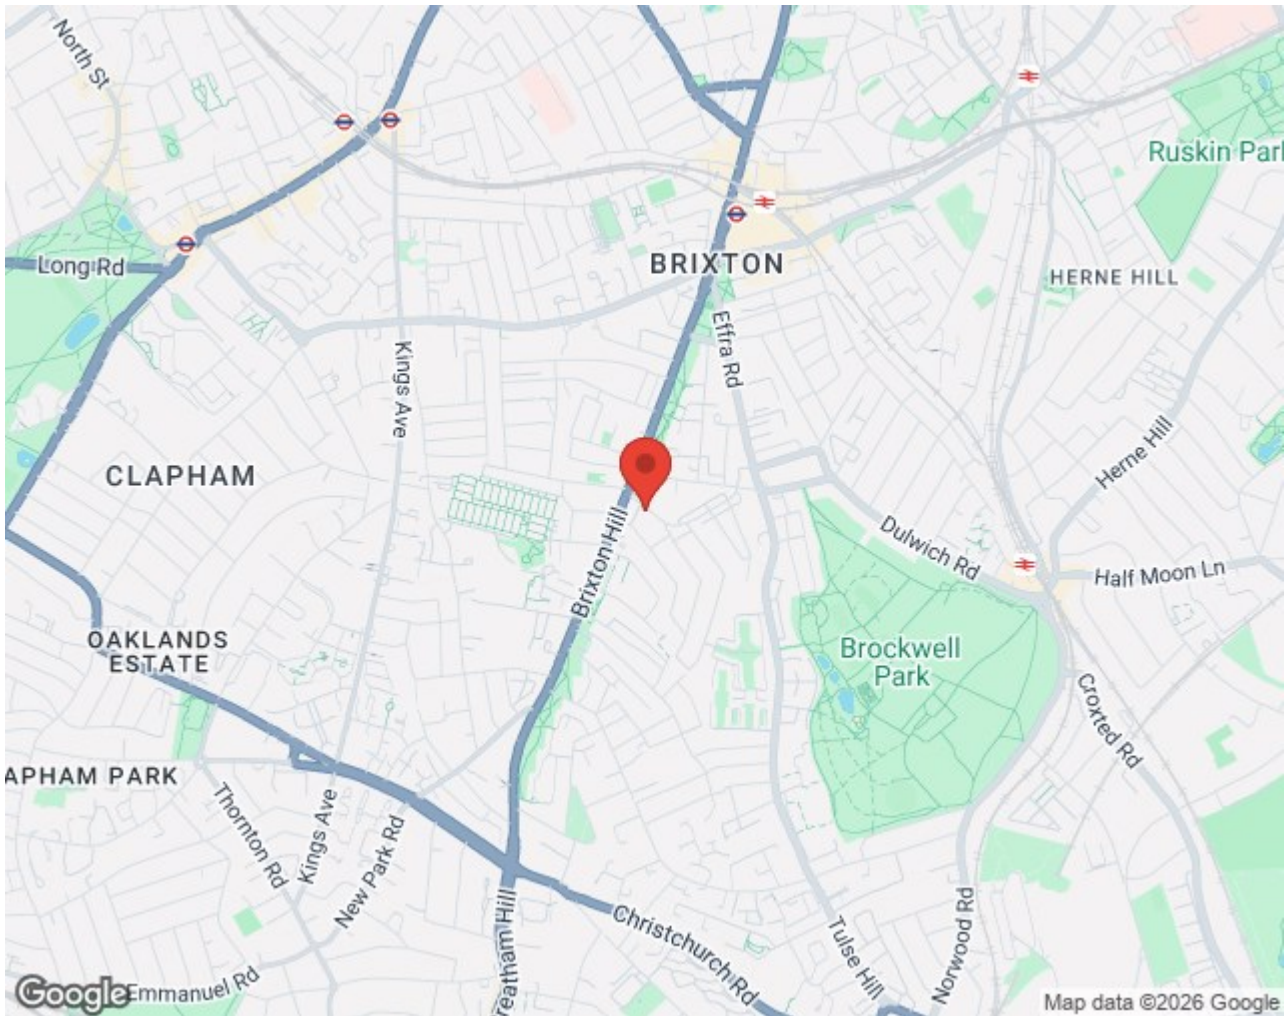 North St
Ruskin Par
Long Rd
BRIXTON
HERNE HILL
Effra Rd
Kings Ave
Herne Hill
CLAPHAM
Brixton Hill
Dulwich Rd
Half Moon Ln
OAKLANDS
ESTATE
Brockwell
Park
Croxted Rd
APHAM PARK
Thornton Rd
Kings Ave
New Park Rd
Christchurch Rd
Tulse Hill
Norwood Rd
reatham Hill
Emmanuel Rd
Google
Map data ©2026 Google